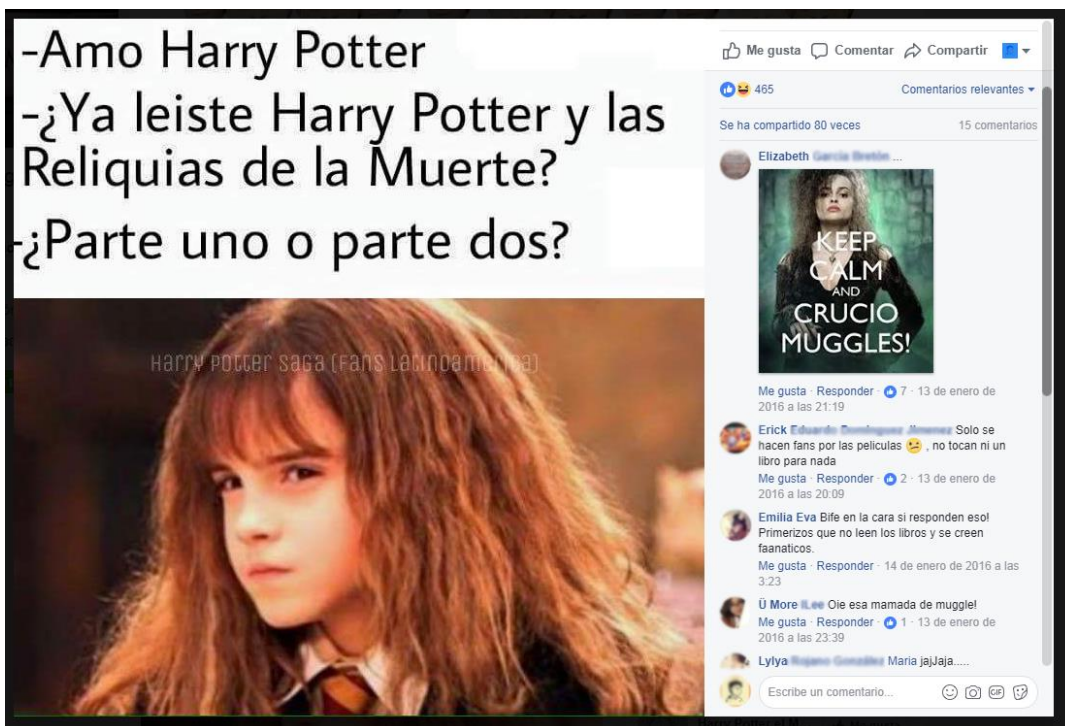 -Amo Harry Potter
-¿Ya leiste Harry Potter y las
Reliquias de la Muerte?
-¿Parte uno o parte dos?
Harry Potter Saga (Fans Latinoamerica)
Me gusta Comentar Compartir
465 Comentarios relevantes
Se ha compartido 80 veces 15 comentarios
Elizabeth ...
KEEP
CALM
AND
CRUCIO
MUGGLES!
Me gusta · Responder · 7 · 13 de enero de
2016 a las 21:19
Erick Solo se
hacen fans por las peliculas , no tocan ni un
libro para nada
Me gusta · Responder · 2 · 13 de enero de
2016 a las 20:09
Emilia Eva Bife en la cara si responden eso!
Primerizos que no leen los libros y se creen
faanaticos.
Me gusta · Responder · 14 de enero de 2016 a las
3:23
Ü More Oie esa mamada de muggle!
Me gusta · Responder · 1 · 13 de enero de
2016 a las 23:39
Lylya Maria jajJaja.....
Escribe un comentario...
GIF